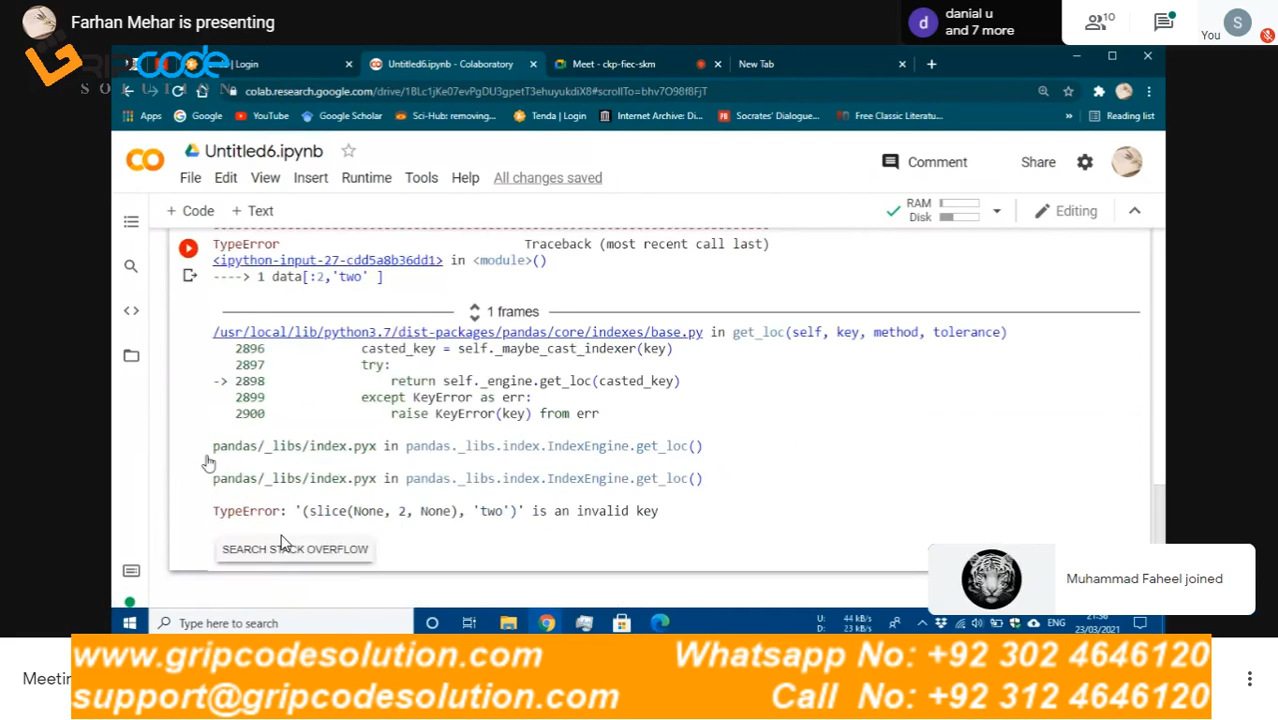 Farhan Mehar is presenting
danial u
and 7 more
10
S
You
GRIPcode
S O L U T I O N
Login
Untitled6.ipynb - Colaboratory
Meet - ckp-fiec-skm
New Tab
colab.research.google.com/drive/1BLc1jKe07evPgDU3gpetT3ehuyukdiX8#scrollTo=bhv7O98f8FjT
Apps
Google
YouTube
Google Scholar
Sci-Hub: removing...
Tenda | Login
Internet Archive: Di...
Socrates' Dialogue...
Free Classic Literatu...
»
Reading list
Untitled6.ipynb
Comment
Share
File Edit View Insert Runtime Tools Help All changes saved
+ Code + Text
RAM
Disk
Editing
TypeError Traceback (most recent call last)
<ipython-input-27-cdd5a8b36dd1> in <module>()
----> 1 data[:2,'two' ]
1 frames
/usr/local/lib/python3.7/dist-packages/pandas/core/indexes/base.py in get_loc(self, key, method, tolerance)
2896 casted_key = self._maybe_cast_indexer(key)
2897 try:
-> 2898 return self._engine.get_loc(casted_key)
2899 except KeyError as err:
2900 raise KeyError(key) from err
pandas/_libs/index.pyx in pandas._libs.index.IndexEngine.get_loc()
pandas/_libs/index.pyx in pandas._libs.index.IndexEngine.get_loc()
TypeError: '(slice(None, 2, None), 'two')' is an invalid key
SEARCH STACK OVERFLOW
Muhammad Faheel joined
Type here to search
U: 44 kB/s
D: 23 kB/s
ENG
23/03/2021
www.gripcodesolution.com
Whatsapp No: +92 302 4646120
Meetin
support@gripcodesolution.com
Call No: +92 312 4646120